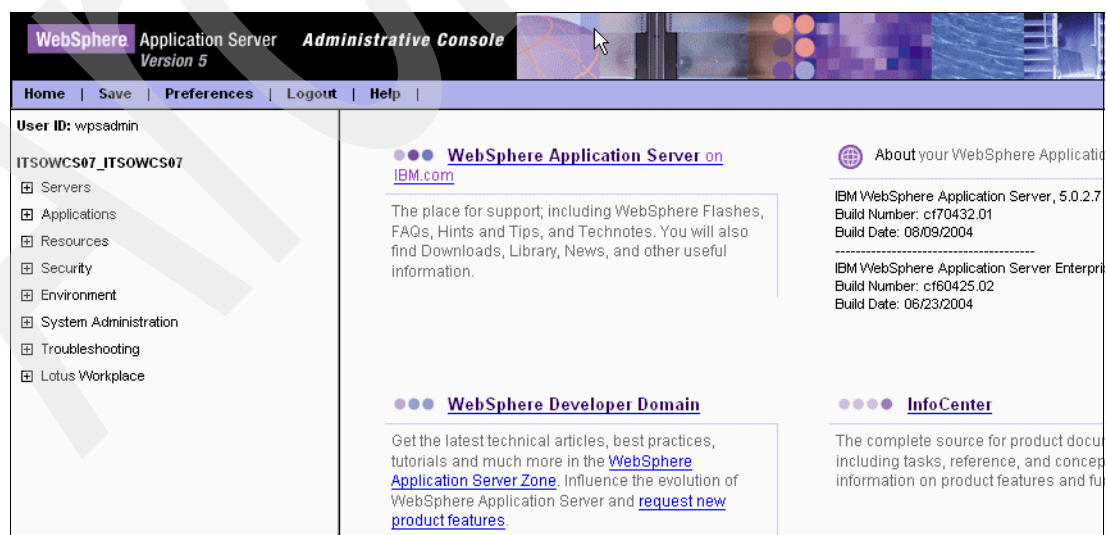 WebSphere Application Server Administrative Console
Version 5
Home | Save | Preferences | Logout | Help |
User ID: wpsadmin
ITSOWCS07_ITSOWCS07
Servers
Applications
Resources
Security
Environment
System Administration
Troubleshooting
Lotus Workplace
WebSphere Application Server on
IBM.com
The place for support; including WebSphere Flashes,
FAQs, Hints and Tips, and Technotes. You will also
find Downloads, Library, News, and other useful
information.
About your WebSphere Applicatio
IBM WebSphere Application Server, 5.0.2.7
Build Number: cf70432.01
Build Date: 08/09/2004
----------------------------------------
IBM WebSphere Application Server Enterpri
Build Number: cf60425.02
Build Date: 06/23/2004
WebSphere Developer Domain
Get the latest technical articles, best practices,
tutorials and much more in the WebSphere
Application Server Zone. Influence the evolution of
WebSphere Application Server and request new
product features.
InfoCenter
The complete source for product docu
including tasks, reference, and concep
information on product features and fu